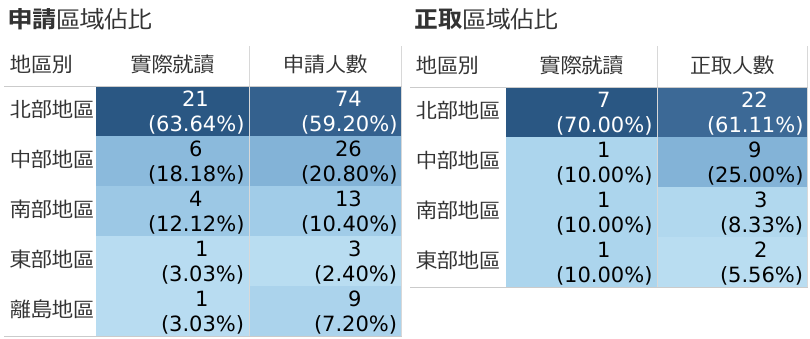 申請區域佔比
地區別 實際就讀 申請人數
北部地區 21 (63.64%) 74 (59.20%)
中部地區 6 (18.18%) 26 (20.80%)
南部地區 4 (12.12%) 13 (10.40%)
東部地區 1 (3.03%) 3 (2.40%)
離島地區 1 (3.03%) 9 (7.20%)
正取區域佔比
地區別 實際就讀 正取人數
北部地區 7 (70.00%) 22 (61.11%)
中部地區 1 (10.00%) 9 (25.00%)
南部地區 1 (10.00%) 3 (8.33%)
東部地區 1 (10.00%) 2 (5.56%)